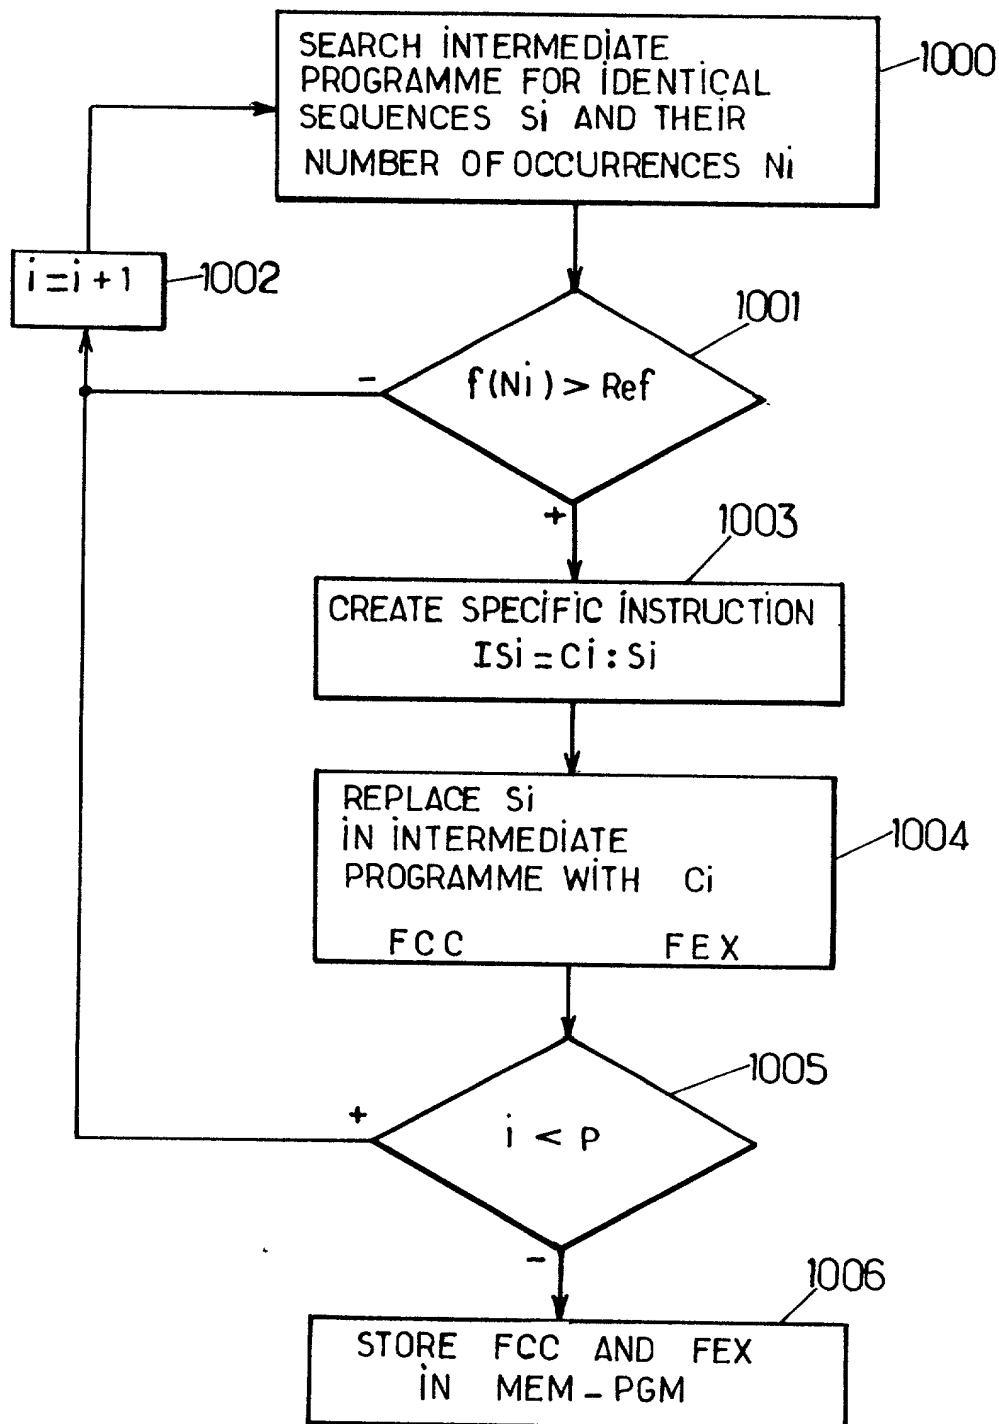 SEARCH INTERMEDIATE
PROGRAMME FOR IDENTICAL
SEQUENCES Si AND THEIR
NUMBER OF OCCURRENCES Ni
1000
i=i+1
1002
1001
f(Ni) > Ref
-
+
1003
CREATE SPECIFIC INSTRUCTION
ISi=Ci:Si
REPLACE Si
IN INTERMEDIATE
PROGRAMME WITH Ci
FCC FEX
1004
1005
+
i < P
-
1006
STORE FCC AND FEX
IN MEM-PGM